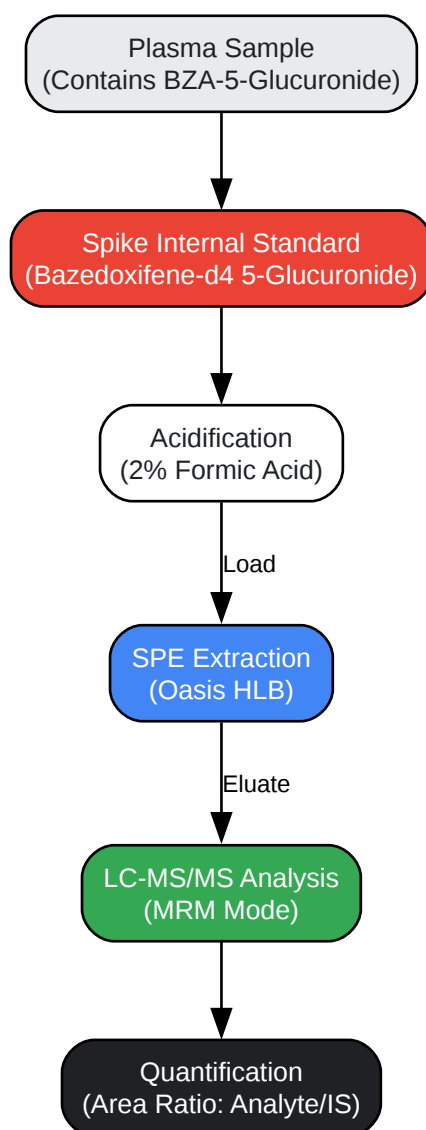 Plasma Sample
(Contains BZA-5-Glucuronide)
Spike Internal Standard
(Bazedoxifene-d4 5-Glucuronide)
Acidification
(2% Formic Acid)
Load
SPE Extraction
(Oasis HLB)
Eluate
LC-MS/MS Analysis
(MRM Mode)
Quantification
(Area Ratio: Analyte/IS)